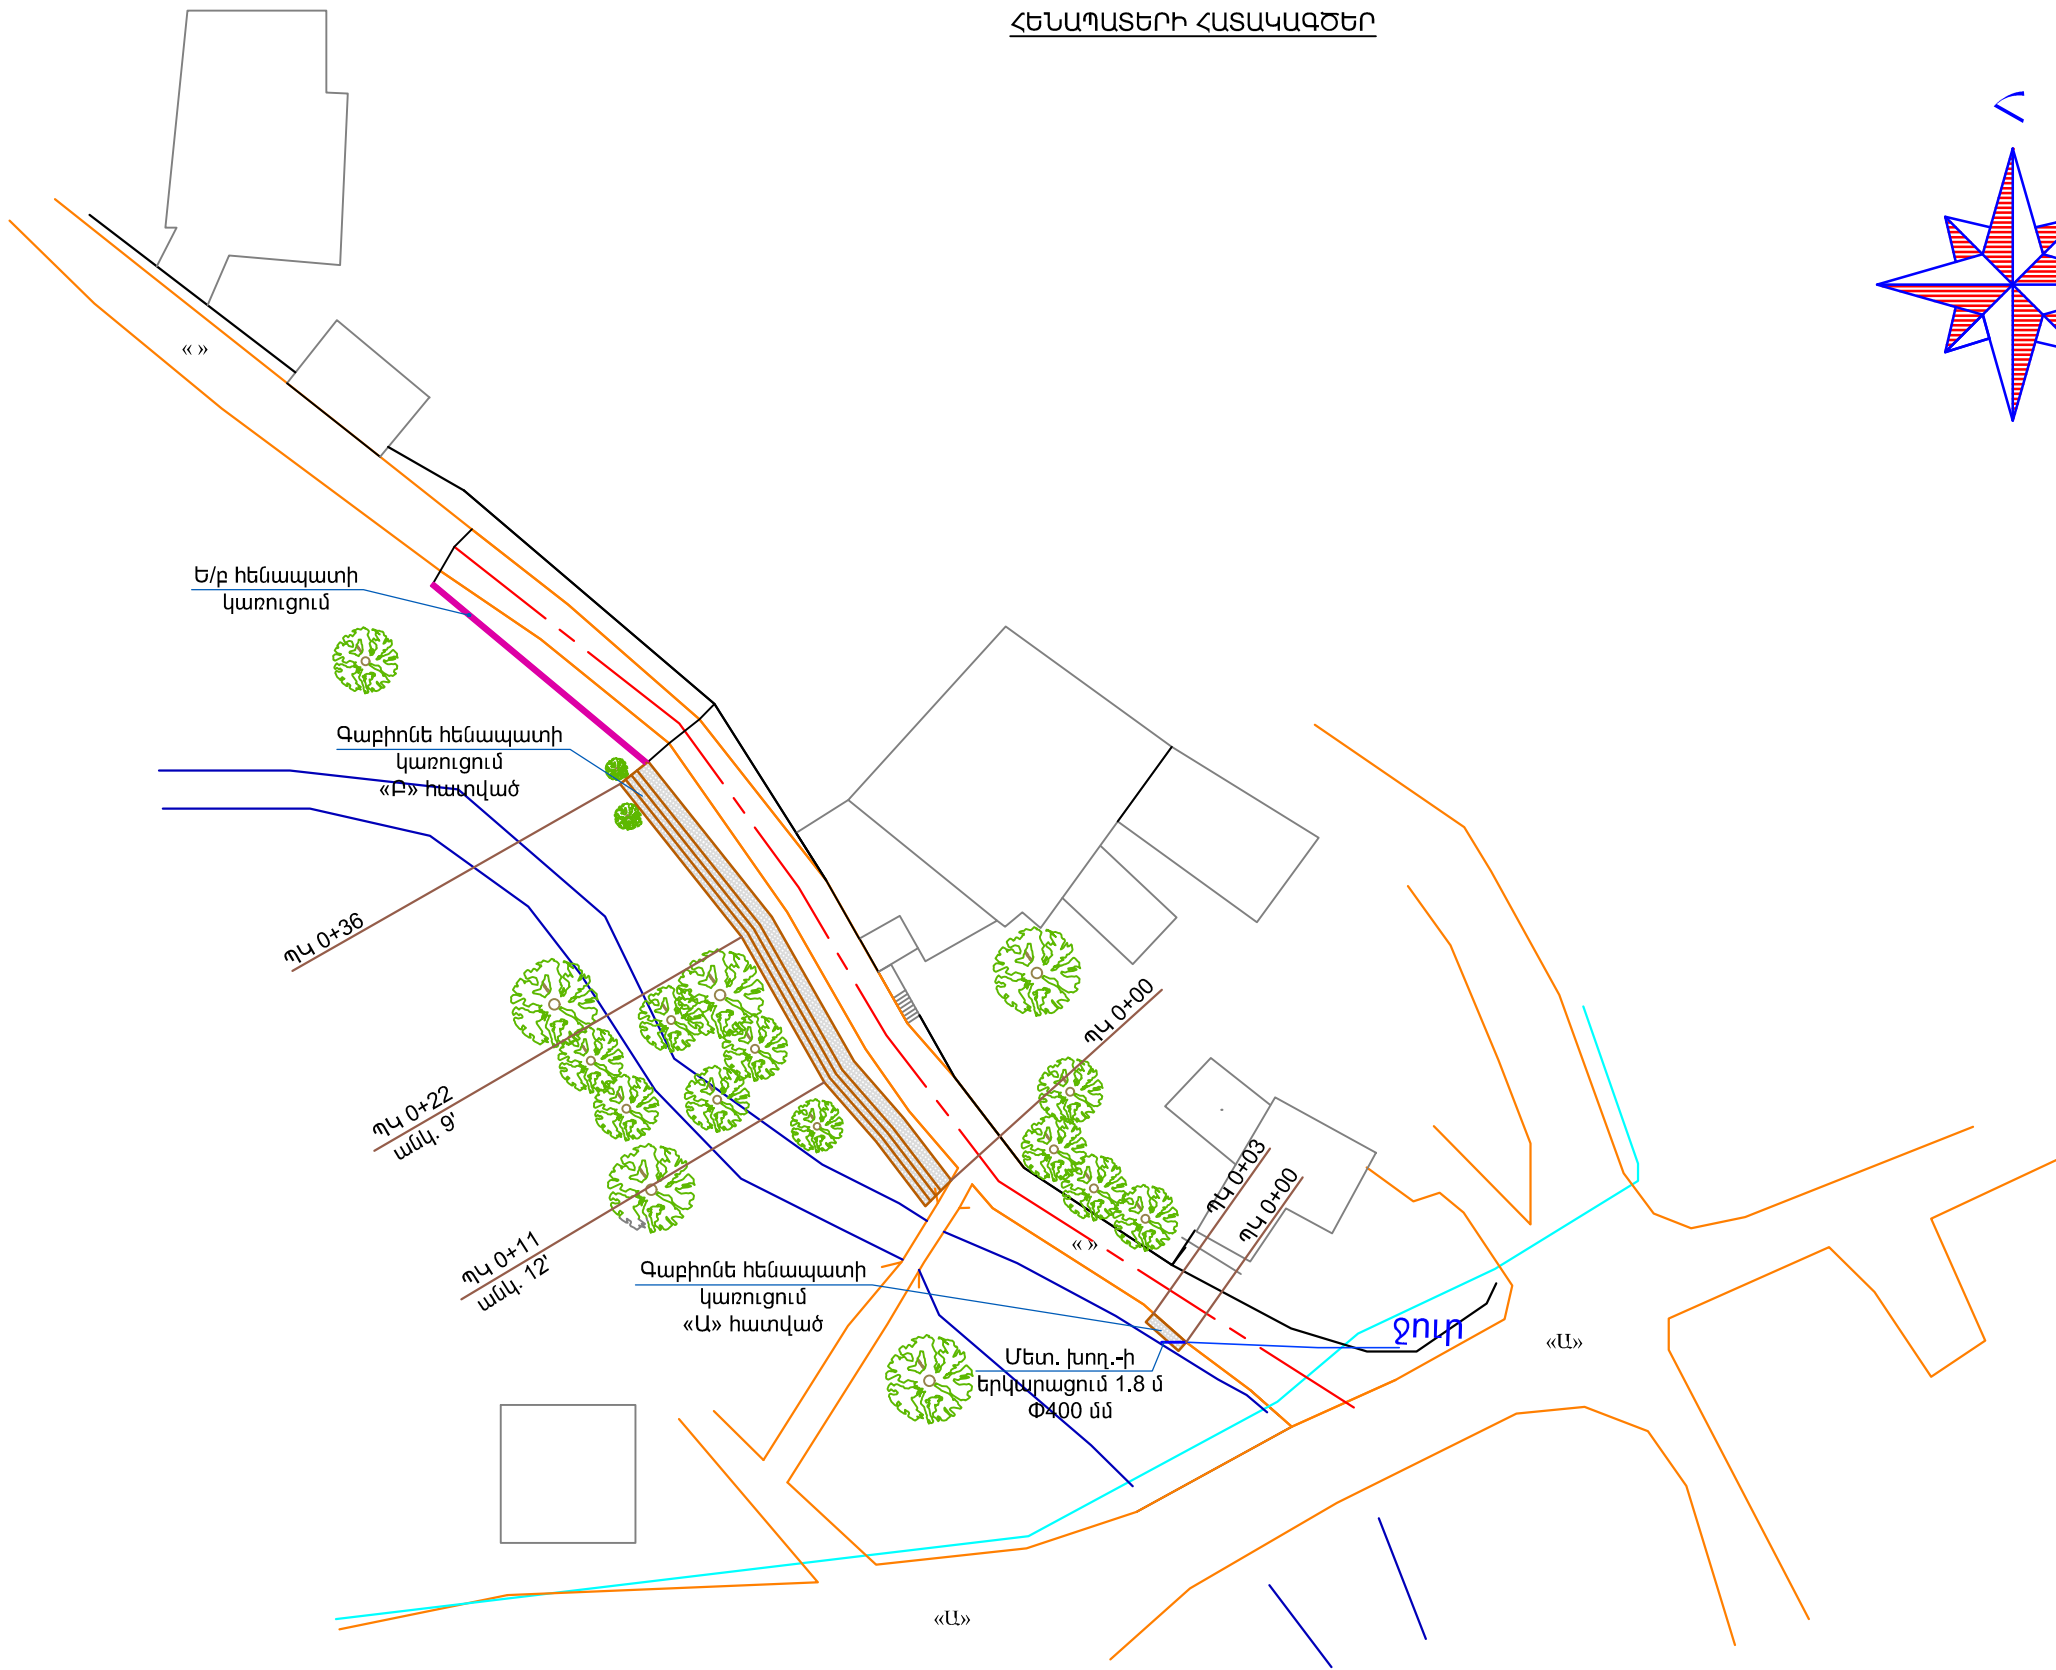 ՀԵՆԱՊԱՏԵՐԻ ՀԱՏԱԿԱԳԾԵՐ
« »
Ե/բ հենապատի
կառուցում
Գաբիոնե հենապատի
կառուցում
«Բ» հատված
ՊԿ 0+36
ՊԿ 0+22
անկ. 9'
ՊԿ 0+11
անկ. 12'
ՊԿ 0+00
ՊԿ 0+03
ՊԿ 0+00
« »
Գաբիոնե հենապատի
կառուցում
«Ա» հատված
Մետ. խող.-ի
երկարացում 1.8 մ
Փ400 մմ
ջուր
«Ա»
«Ա»